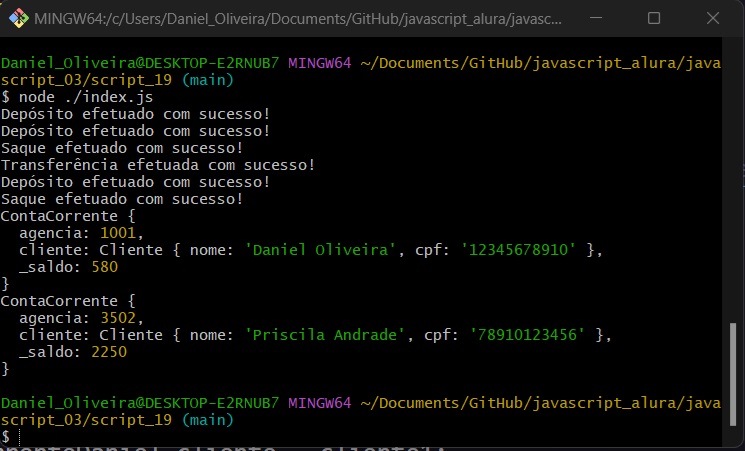 MINGW64:/c/Users/Daniel_Oliveira/Documents/GitHub/javascript_alura/javasc...
Daniel_Oliveira@DESKTOP-E2RNUB7 MINGW64 ~/Documents/GitHub/javascript_alura/java
script_03/script_19 (main)
$ node ./index.js
Depósito efetuado com sucesso!
Depósito efetuado com sucesso!
Saque efetuado com sucesso!
Transferência efetuada com sucesso!
Depósito efetuado com sucesso!
Saque efetuado com sucesso!
ContaCorrente {
  agencia: 1001,
  cliente: Cliente { nome: 'Daniel Oliveira', cpf: '12345678910' },
  _saldo: 580
}
ContaCorrente {
  agencia: 3502,
  cliente: Cliente { nome: 'Priscila Andrade', cpf: '78910123456' },
  _saldo: 2250
}
Daniel_Oliveira@DESKTOP-E2RNUB7 MINGW64 ~/Documents/GitHub/javascript_alura/java
script_03/script_19 (main)
$